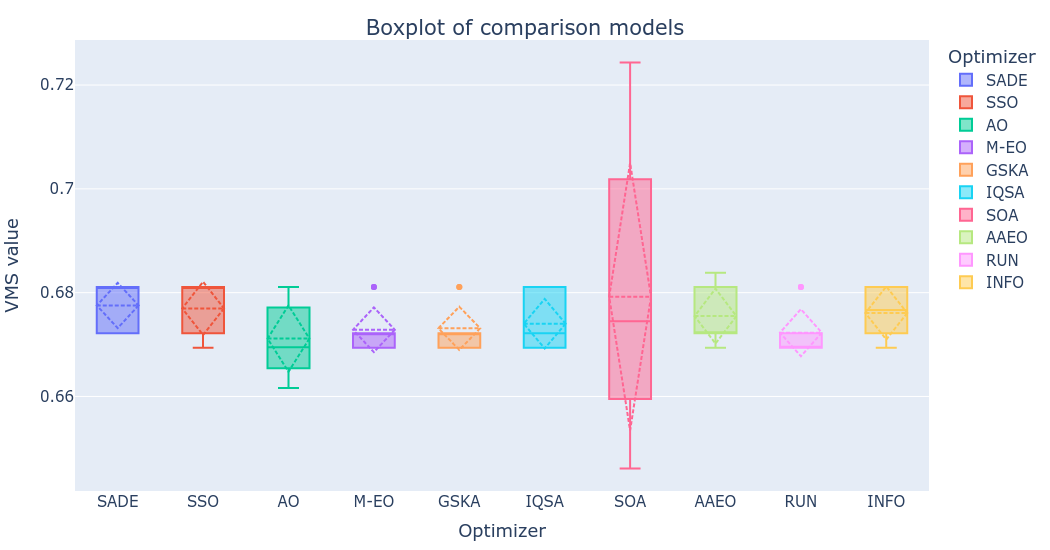 Boxplot of comparison models
VMS value
0.72
0.7
0.68
0.66
SADE SSO AO M-EO GSKA IQSA SOA AAEO RUN INFO
Optimizer
Optimizer
SADE
SSO
AO
M-EO
GSKA
IQSA
SOA
AAEO
RUN
INFO